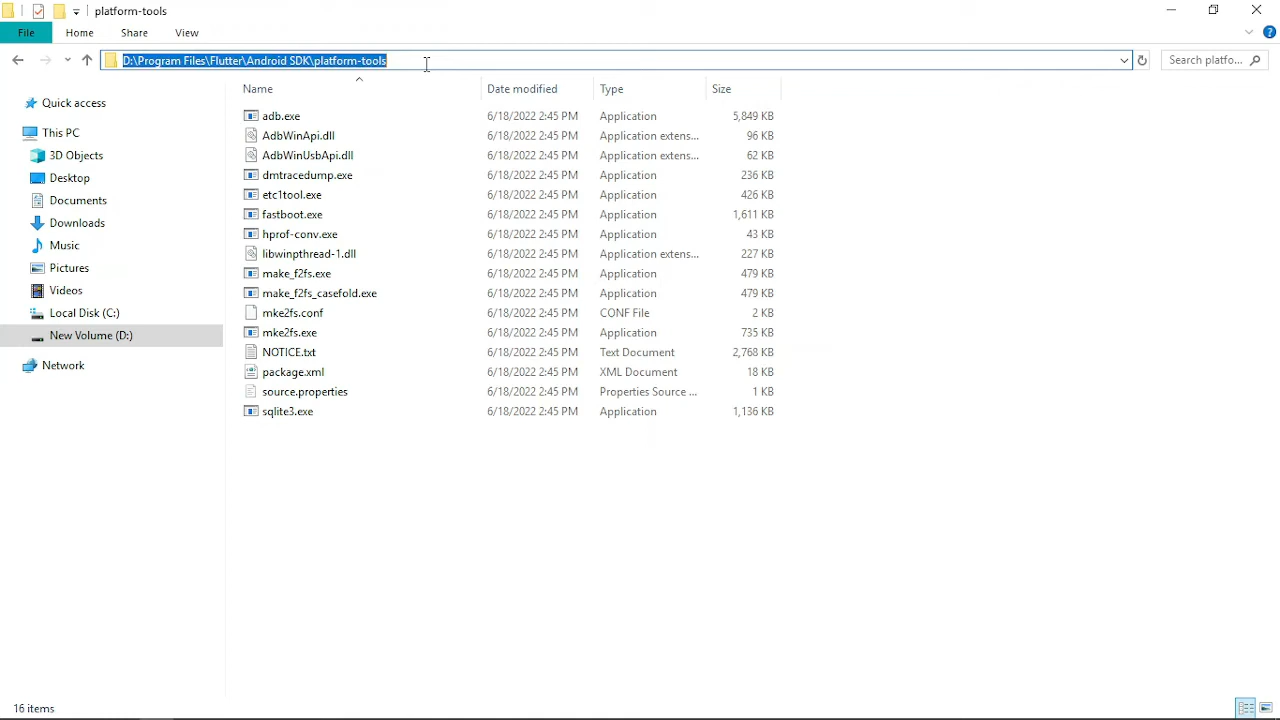 platform-tools
File Home Share View
D:\Program Files\Flutter\Android SDK\platform-tools Search platfo...
Name Date modified Type Size
Quick access
This PC
3D Objects
Desktop
Documents
Downloads
Music
Pictures
Videos
Local Disk (C:)
New Volume (D:)
Network
adb.exe 6/18/2022 2:45 PM Application 5,849 KB
AdbWinApi.dll 6/18/2022 2:45 PM Application extens... 96 KB
AdbWinUsbApi.dll 6/18/2022 2:45 PM Application extens... 62 KB
dmtracedump.exe 6/18/2022 2:45 PM Application 236 KB
etc1tool.exe 6/18/2022 2:45 PM Application 426 KB
fastboot.exe 6/18/2022 2:45 PM Application 1,611 KB
hprof-conv.exe 6/18/2022 2:45 PM Application 43 KB
libwinpthread-1.dll 6/18/2022 2:45 PM Application extens... 227 KB
make_f2fs.exe 6/18/2022 2:45 PM Application 479 KB
make_f2fs_casefold.exe 6/18/2022 2:45 PM Application 479 KB
mke2fs.conf 6/18/2022 2:45 PM CONF File 2 KB
mke2fs.exe 6/18/2022 2:45 PM Application 735 KB
NOTICE.txt 6/18/2022 2:45 PM Text Document 2,768 KB
package.xml 6/18/2022 2:45 PM XML Document 18 KB
source.properties 6/18/2022 2:45 PM Properties Source ... 1 KB
sqlite3.exe 6/18/2022 2:45 PM Application 1,136 KB
16 items